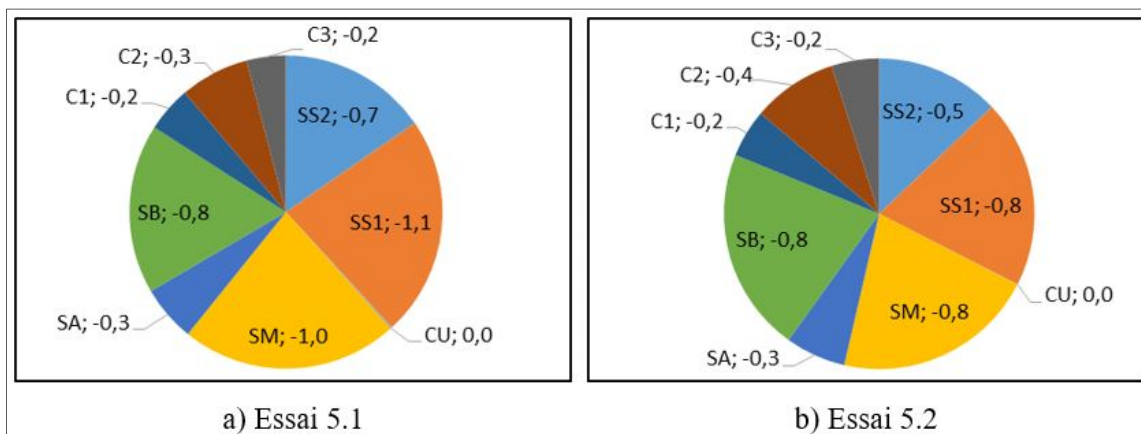 C3; -0,2
C2; -0,3
C1; -0,2
SS2; -0,7
SB; -0,8
SS1; -1,1
SA; -0,3
SM; -1,0
CU; 0,0
a) Essai 5.1
C3; -0,2
C2; -0,4
C1; -0,2
SS2; -0,5
SB; -0,8
SS1; -0,8
SA; -0,3
SM; -0,8
CU; 0,0
b) Essai 5.2